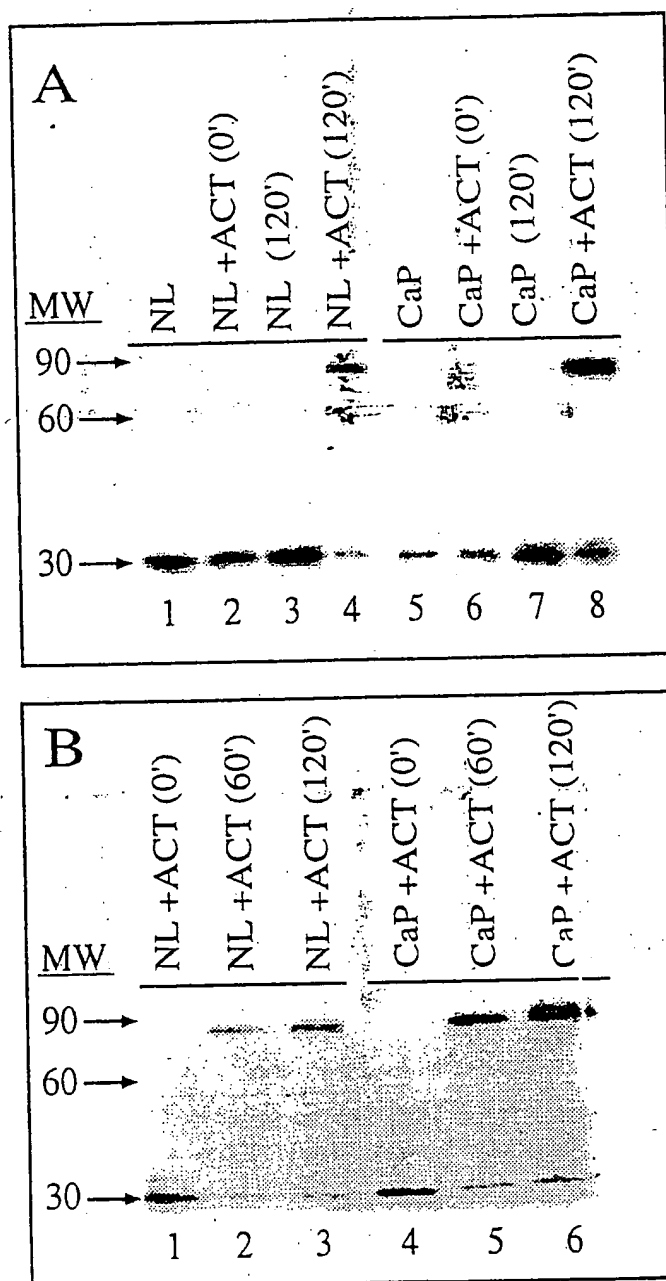 A
NL
NL +ACT (0')
NL (120')
NL +ACT (120')
CaP
CaP +ACT (0')
CaP (120')
CaP +ACT (120')
MW
90
60
30
1 2 3 4 5 6 7 8
B
NL +ACT (0')
NL +ACT (60')
NL +ACT (120')
CaP +ACT (0')
CaP +ACT (60')
CaP +ACT (120')
MW
90
60
30
1 2 3 4 5 6